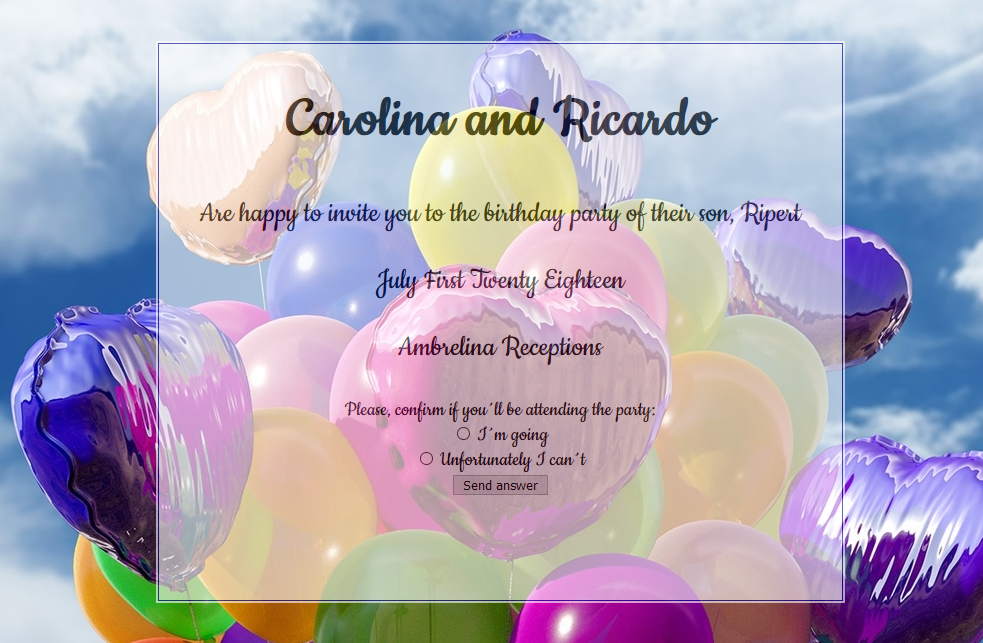 Carolina and Ricardo
Are happy to invite you to the birthday party of their son, Ripert
July First Twenty Eighteen
Ambrelina Receptions
Please, confirm if you´ll be attending the party:
I´m going
Unfortunately I can´t
Send answer